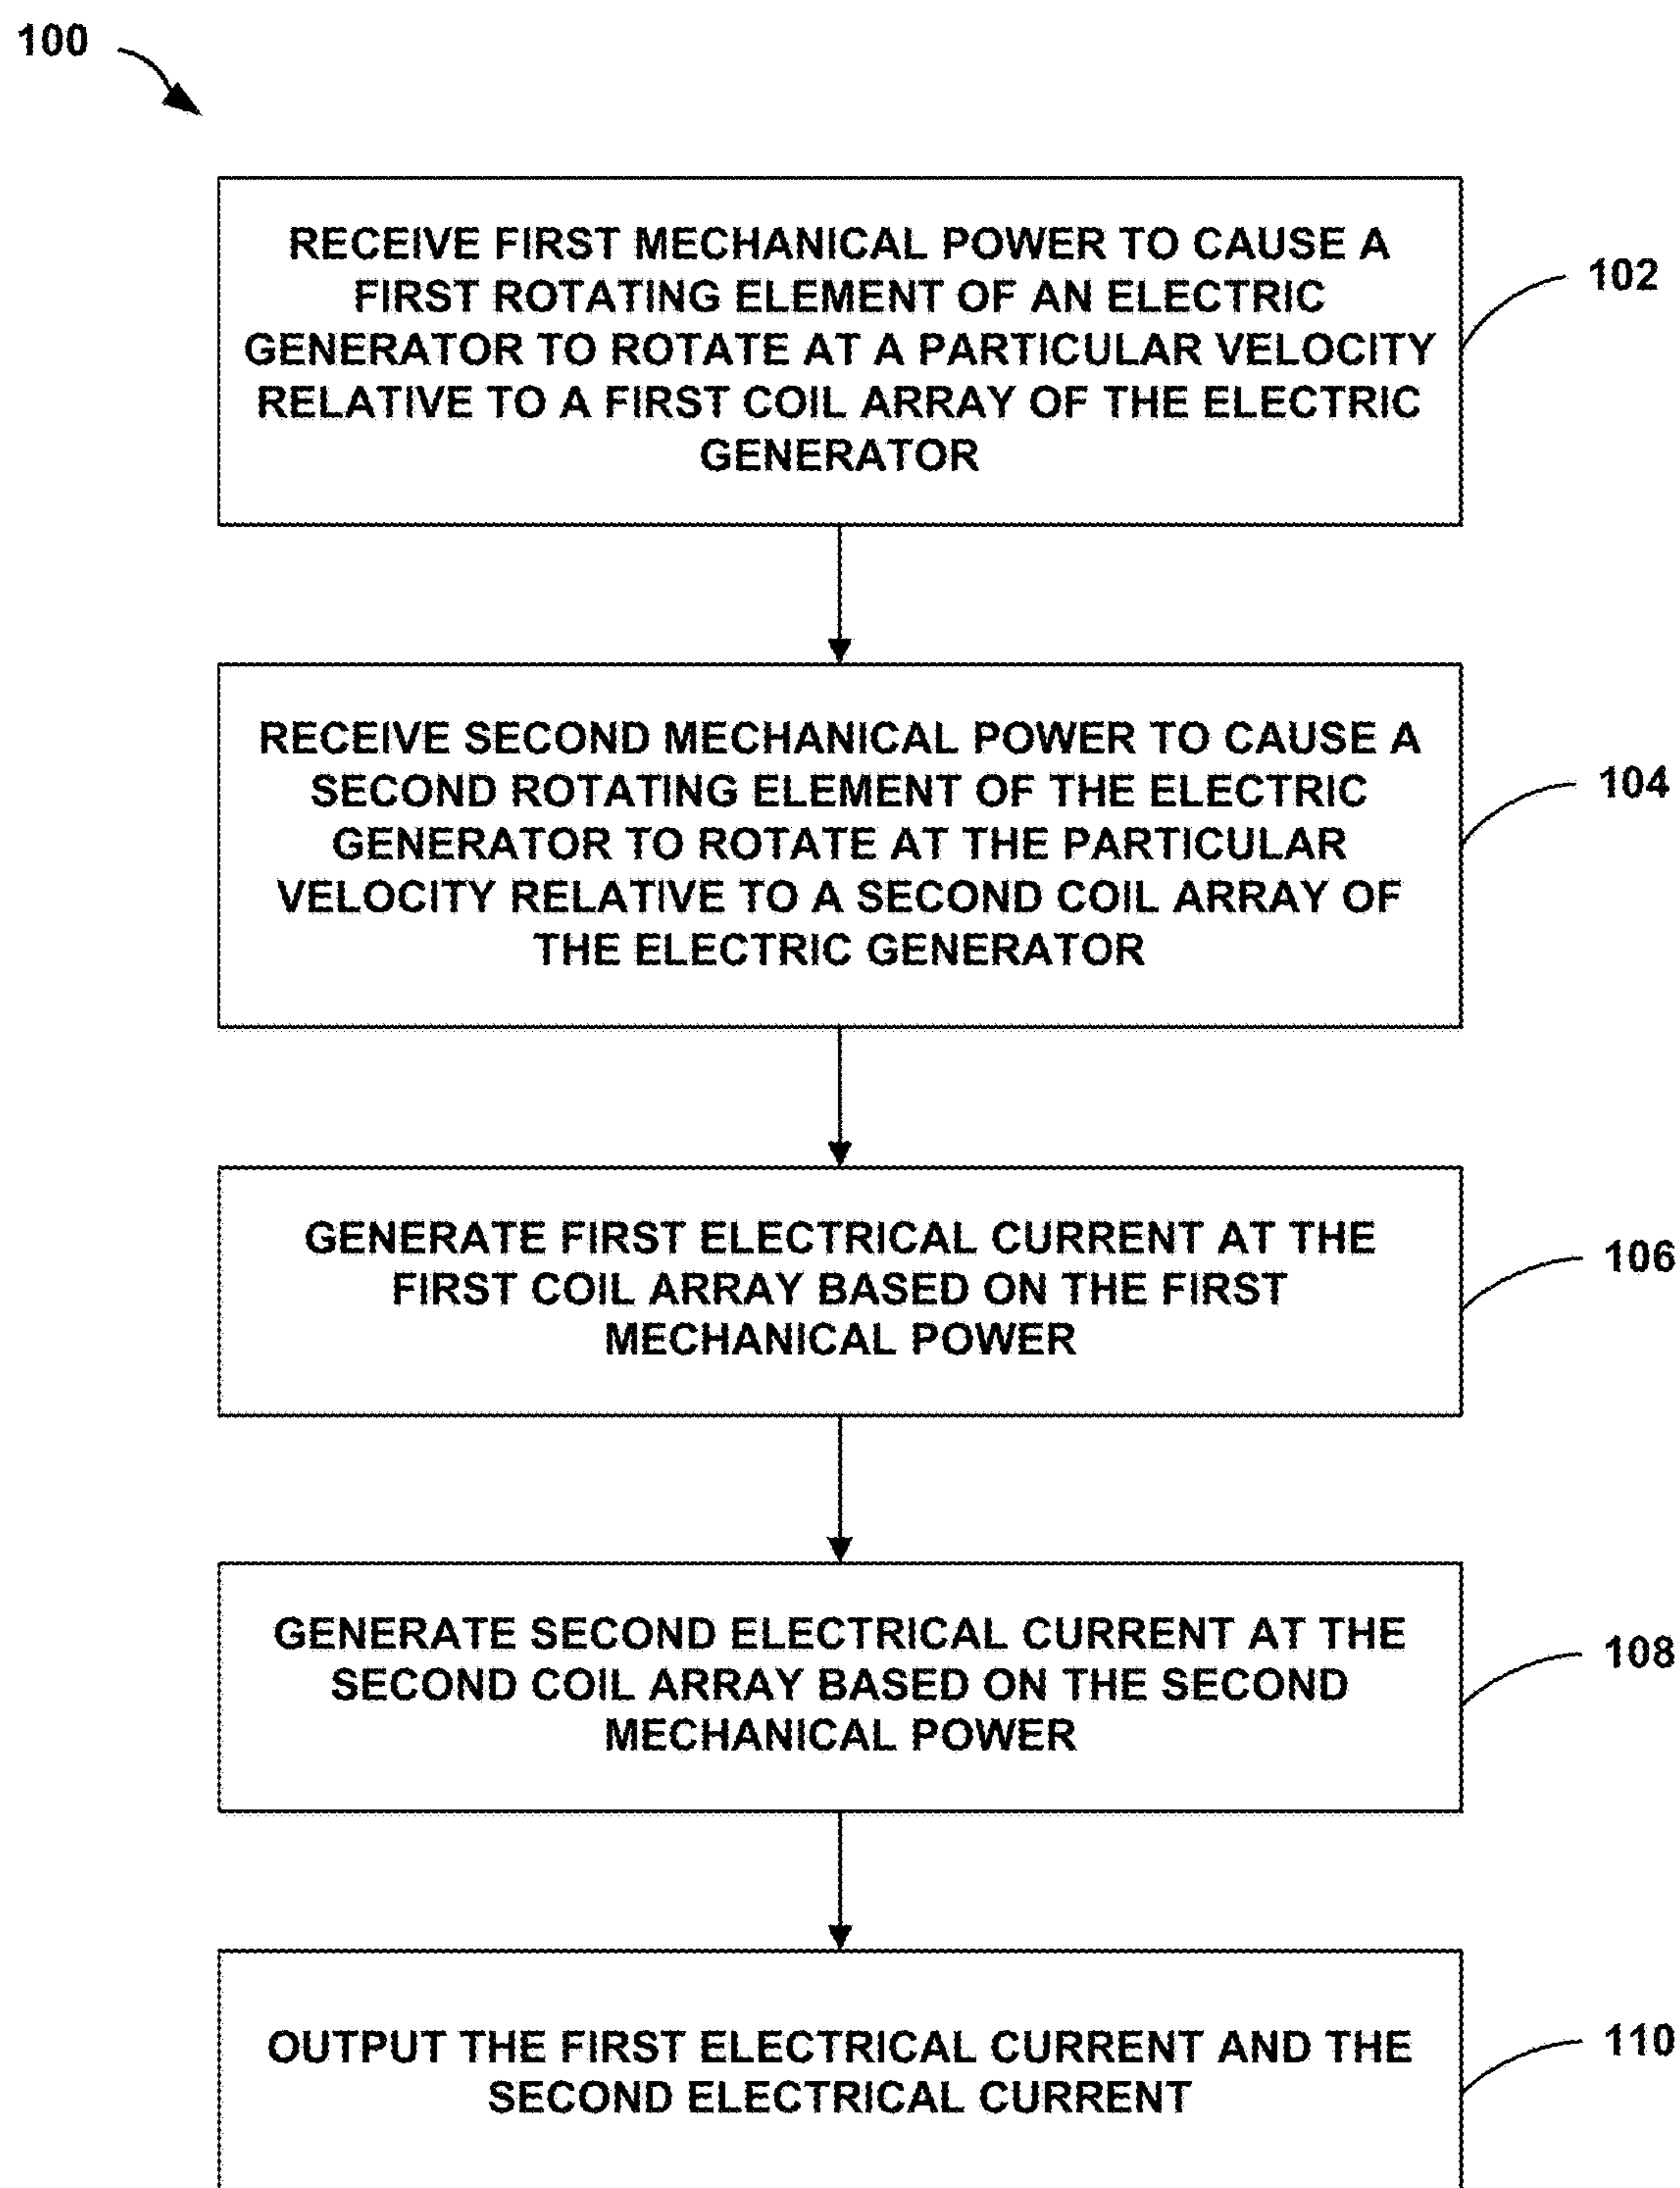 100
RECEIVE FIRST MECHANICAL POWER TO CAUSE A
FIRST ROTATING ELEMENT OF AN ELECTRIC
GENERATOR TO ROTATE AT A PARTICULAR VELOCITY
RELATIVE TO A FIRST COIL ARRAY OF THE ELECTRIC
GENERATOR
102
RECEIVE SECOND MECHANICAL POWER TO CAUSE A
SECOND ROTATING ELEMENT OF THE ELECTRIC
GENERATOR TO ROTATE AT THE PARTICULAR
VELOCITY RELATIVE TO A SECOND COIL ARRAY OF
THE ELECTRIC GENERATOR
104
GENERATE FIRST ELECTRICAL CURRENT AT THE
FIRST COIL ARRAY BASED ON THE FIRST
MECHANICAL POWER
106
GENERATE SECOND ELECTRICAL CURRENT AT THE
SECOND COIL ARRAY BASED ON THE SECOND
MECHANICAL POWER
108
OUTPUT THE FIRST ELECTRICAL CURRENT AND THE
SECOND ELECTRICAL CURRENT
110